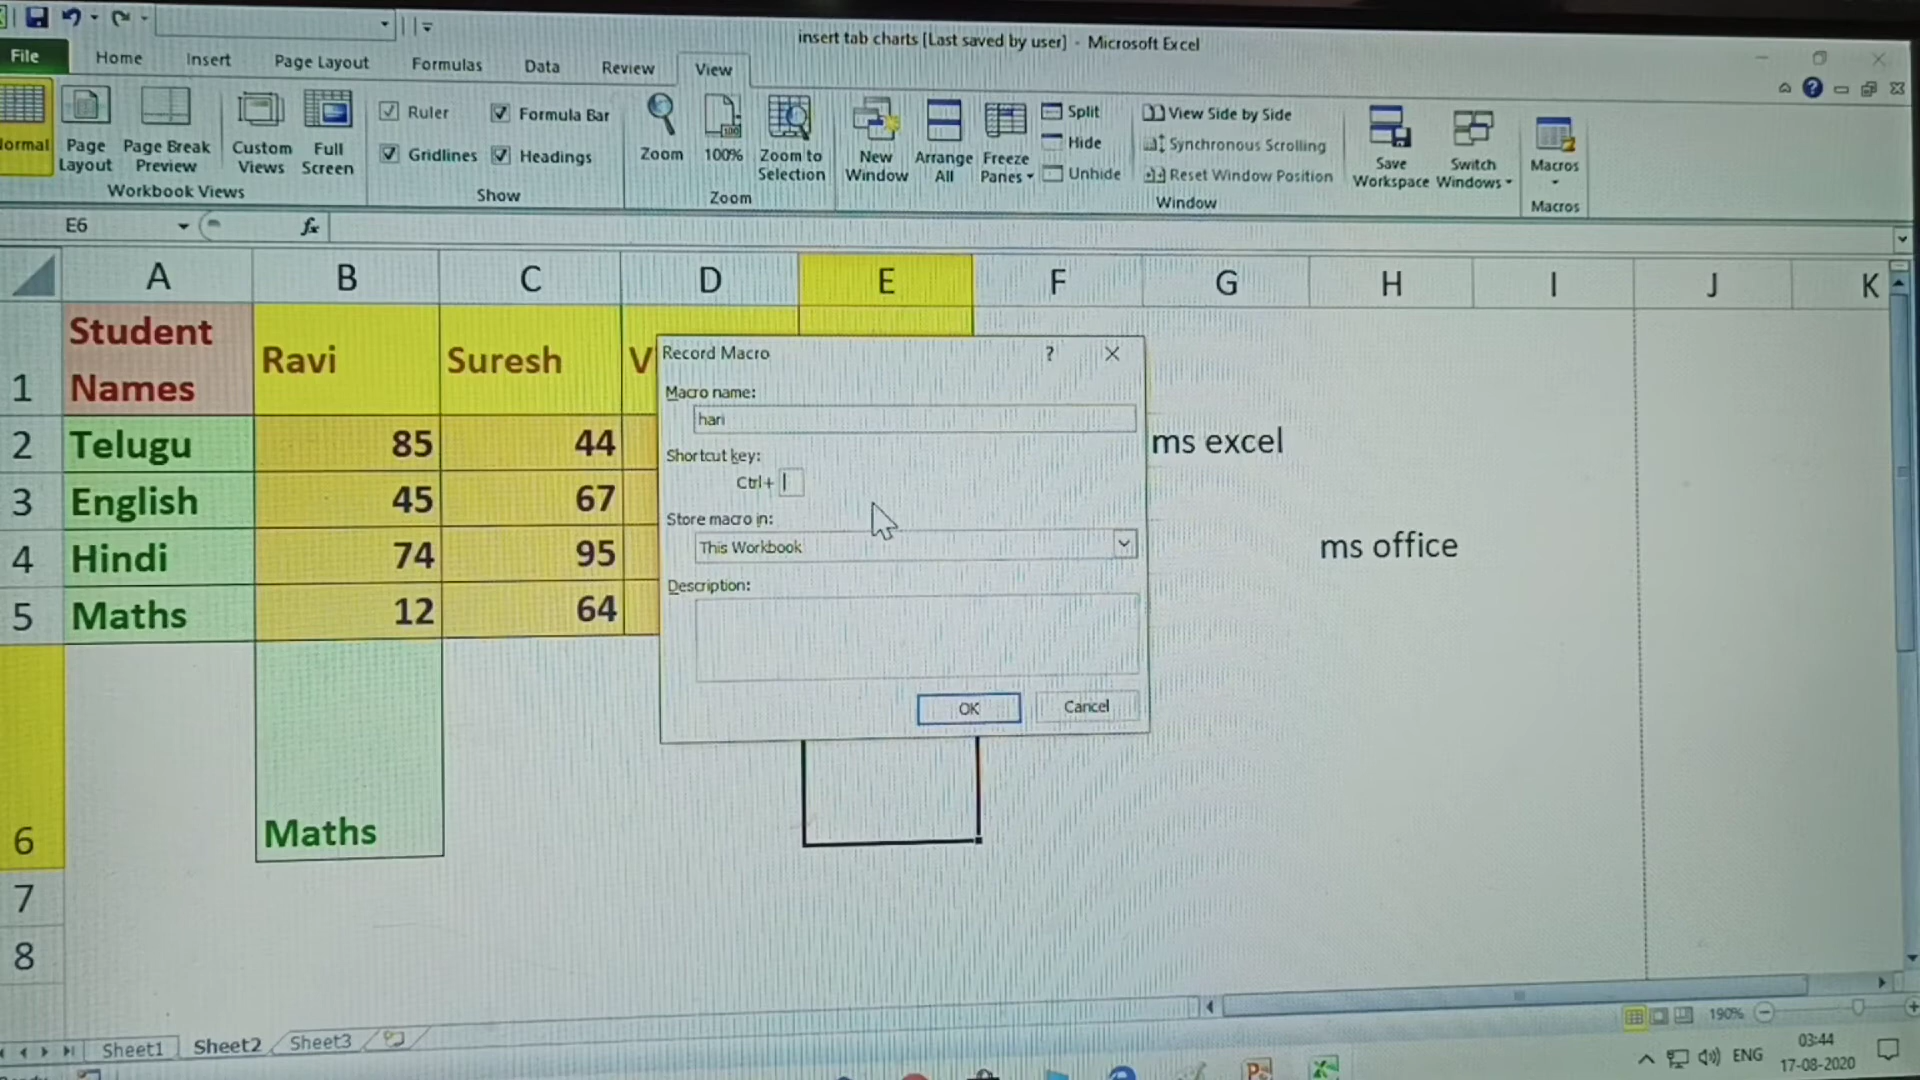 insert tab charts [Last saved by user] - Microsoft Excel
File Home Insert Page Layout Formulas Data Review View
Normal
Page Layout
Page Break Preview
Custom Views
Full Screen
Workbook Views
Ruler
Formula Bar
Gridlines
Headings
Show
Zoom
100%
Zoom to Selection
Zoom
New Window
Arrange All
Freeze Panes
Split
Hide
Unhide
View Side by Side
Synchronous Scrolling
Reset Window Position
Window
Save Workspace
Switch Windows
Macros
Macros
E6 fx
A B C D E F G H I J K
1 Student Names Ravi Suresh V
2 Telugu 85 44 ms excel
3 English 45 67
4 Hindi 74 95 ms office
5 Maths 12 64
6 Maths
7
8
Record Macro ?
Macro name:
hari
Shortcut key:
Ctrl+
Store macro in:
This Workbook
Description:
OK Cancel
Sheet1 Sheet2 Sheet3
190%
ENG
03:44
17-08-2020